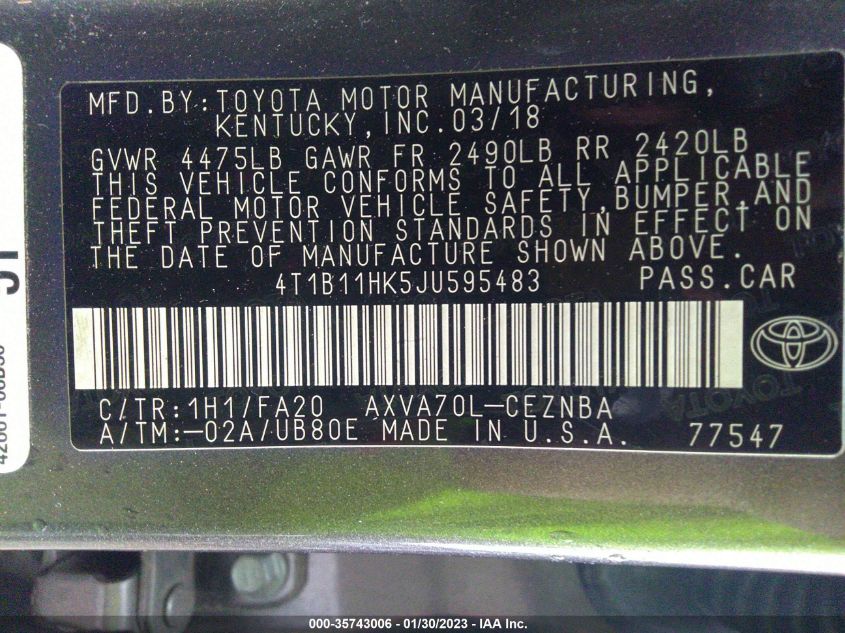 MFD.BY:TOYOTA MOTOR MANUFACTURING,
KENTUCKY,INC.03/18
GVWR 4475LB GAWR FR 2490LB RR 2420LB
THIS VEHICLE CONFORMS TO ALL APPLICABLE
FEDERAL MOTOR VEHICLE SAFETY,BUMPER,AND
THEFT PREVENTION STANDARDS IN EFFECT ON
THE DATE OF MANUFACTURE SHOWN ABOVE.
4T1B11HK5JU595483 PASS.CAR
C/TR:1H1/FA20 AXVA70L-CEZNBA
A/TM:-02A/UB80E MADE IN U.S.A. 77547
TOYOTA
000-35743006 - 01/30/2023 - IAA Inc.